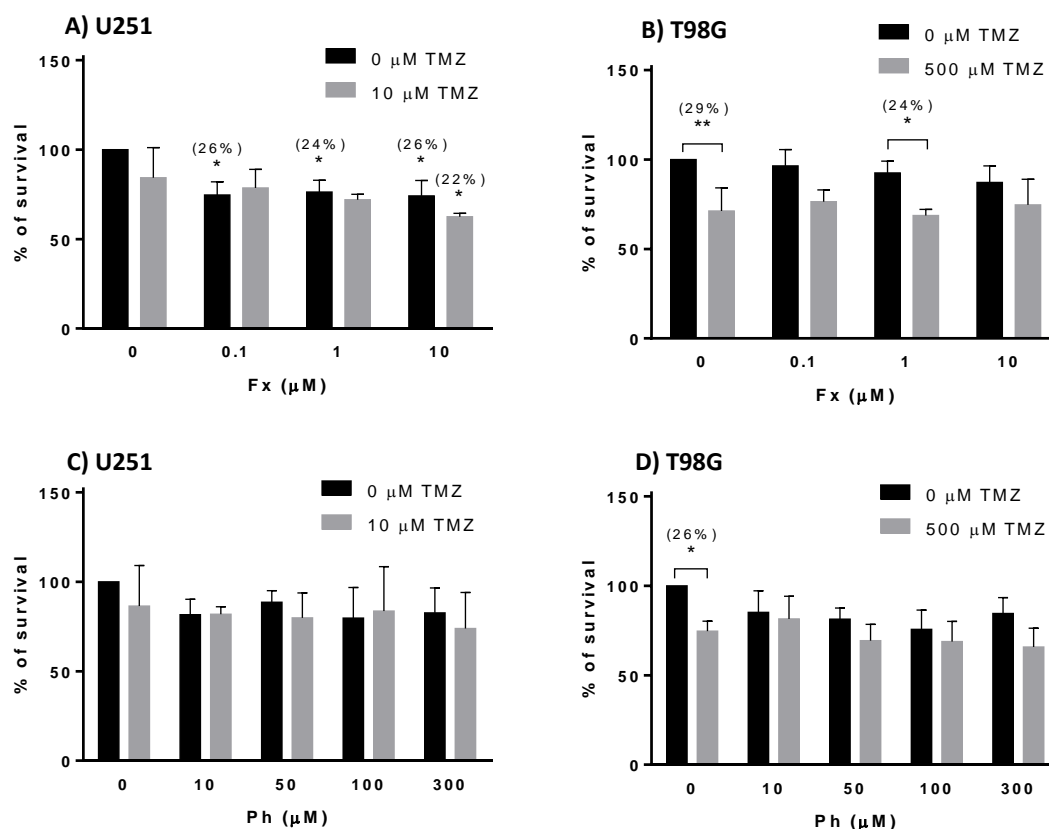 A) U251
0 μM TMZ
10 μM TMZ
150
100
50
0
% of survival
(26%)
*
(24%)
*
(26%)
*
(22%)
*
0 0.1 1 10
Fx (μM)
B) T98G
0 μM TMZ
500 μM TMZ
150
100
50
0
% of survival
(29%)
**
(24%)
*
0 0.1 1 10
Fx (μM)
C) U251
0 μM TMZ
10 μM TMZ
150
100
50
0
% of survival
0 10 50 100 300
Ph (μM)
D) T98G
0 μM TMZ
500 μM TMZ
150
100
50
0
% of survival
(26%)
*
0 10 50 100 300
Ph (μM)